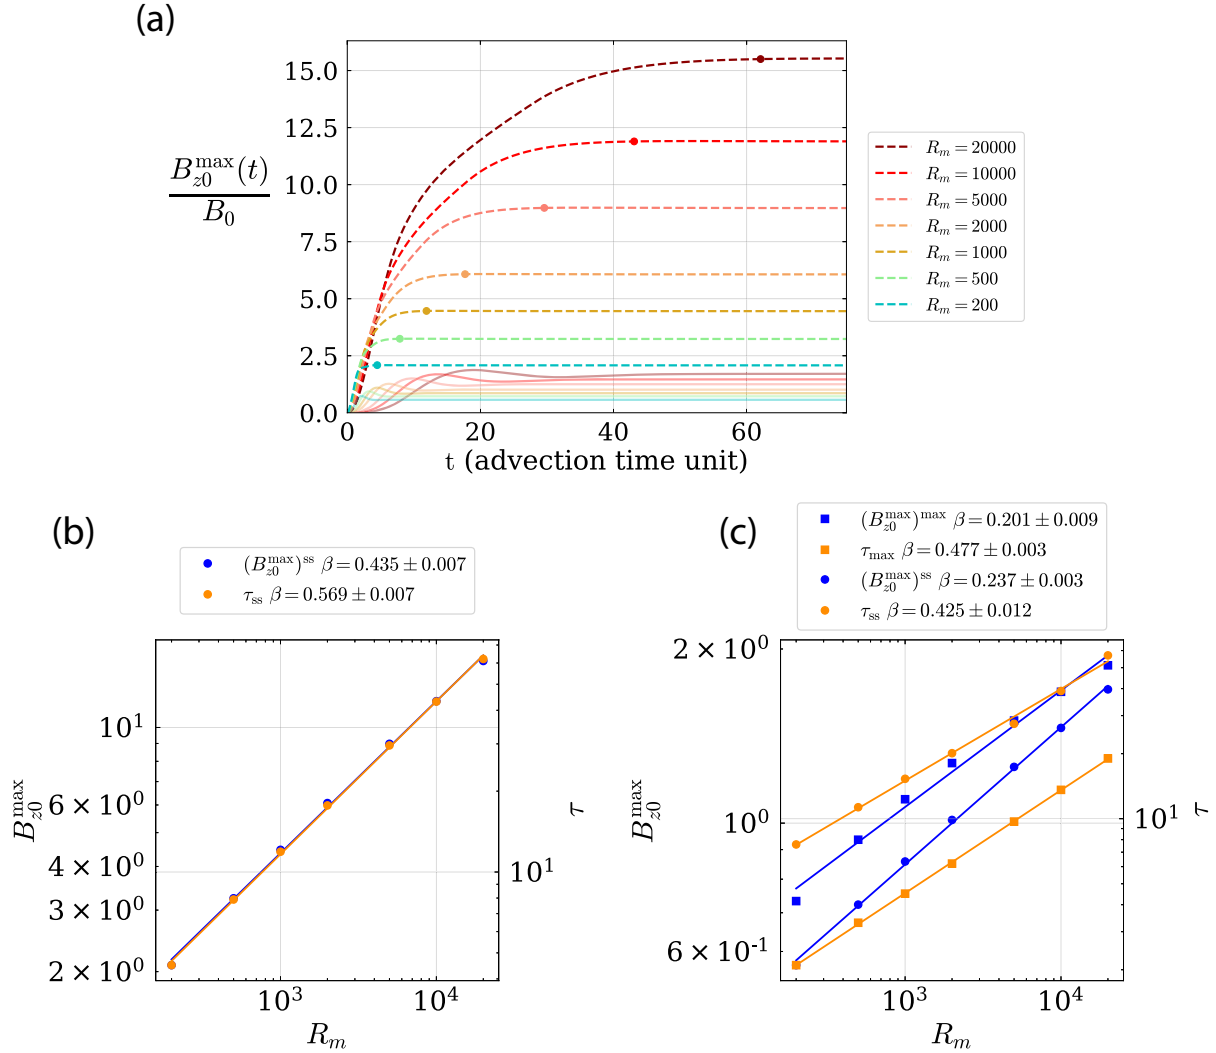 (a)
15.0
12.5
10.0
7.5
5.0
2.5
0.0
0 20 40 60
t (advection time unit)
B_{z0}^{max}(t)
B_0
R_m = 20000
R_m = 10000
R_m = 5000
R_m = 2000
R_m = 1000
R_m = 500
R_m = 200
(b)
(B_{z0}^{max})^{ss} β = 0.435 ± 0.007
τ_{ss} β = 0.569 ± 0.007
10^1
6 × 10^0
4 × 10^0
3 × 10^0
2 × 10^0
B_{z0}^{max}
10^1
τ
10^3 10^4
R_m
(c)
(B_{z0}^{max})^{max} β = 0.201 ± 0.009
τ_{max} β = 0.477 ± 0.003
(B_{z0}^{max})^{ss} β = 0.237 ± 0.003
τ_{ss} β = 0.425 ± 0.012
2 × 10^0
10^0
6 × 10^{-1}
B_{z0}^{max}
10^1
τ
10^3 10^4
R_m